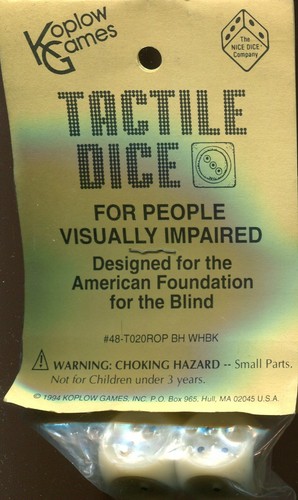 Koplow
Games
The
NICE DICE
Company
TACTILE
DICE
FOR PEOPLE
VISUALLY IMPAIRED
Designed for the
American Foundation
for the Blind
#48-T020ROP BH WHBK
WARNING: CHOKING HAZARD -- Small Parts.
Not for Children under 3 years.
© 1994 KOPLOW GAMES, INC. P.O. Box 965, Hull, MA 02045 U.S.A.